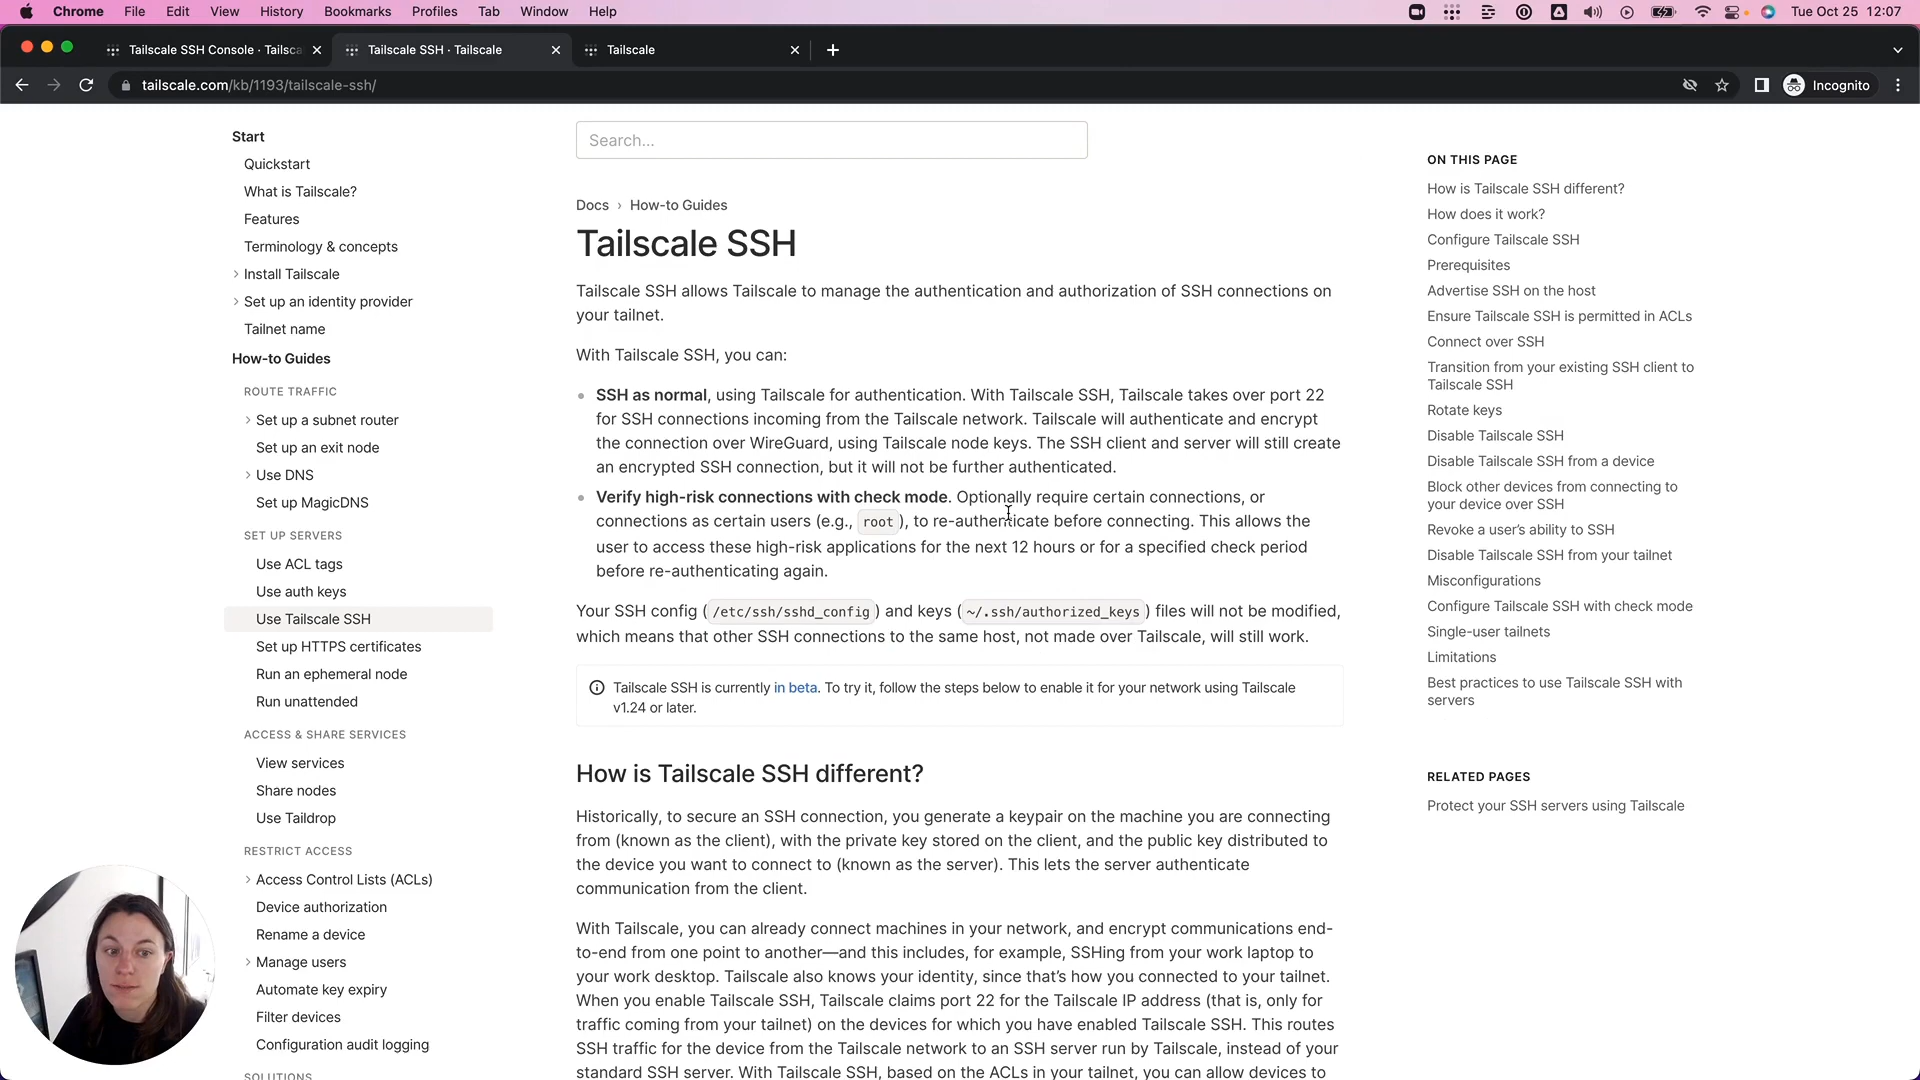 Chrome File Edit View History Bookmarks Profiles Tab Window Help Tue Oct 25 12:07
Tailscale SSH Console · Tailsca Tailscale SSH · Tailscale Tailscale
tailscale.com/kb/1193/tailscale-ssh/ Incognito
Start
Quickstart
What is Tailscale?
Features
Terminology & concepts
Install Tailscale
Set up an identity provider
Tailnet name
How-to Guides
ROUTE TRAFFIC
Set up a subnet router
Set up an exit node
Use DNS
Set up MagicDNS
SET UP SERVERS
Use ACL tags
Use auth keys
Use Tailscale SSH
Set up HTTPS certificates
Run an ephemeral node
Run unattended
ACCESS & SHARE SERVICES
View services
Share nodes
Use Taildrop
RESTRICT ACCESS
Access Control Lists (ACLs)
Device authorization
Rename a device
Manage users
Automate key expiry
Filter devices
Configuration audit logging
SOLUTIONS
Search...
Docs › How-to Guides
Tailscale SSH
Tailscale SSH allows Tailscale to manage the authentication and authorization of SSH connections on
your tailnet.
With Tailscale SSH, you can:
• SSH as normal, using Tailscale for authentication. With Tailscale SSH, Tailscale takes over port 22
for SSH connections incoming from the Tailscale network. Tailscale will authenticate and encrypt
the connection over WireGuard, using Tailscale node keys. The SSH client and server will still create
an encrypted SSH connection, but it will not be further authenticated.
• Verify high-risk connections with check mode. Optionally require certain connections, or
connections as certain users (e.g., root), to re-authenticate before connecting. This allows the
user to access these high-risk applications for the next 12 hours or for a specified check period
before re-authenticating again.
Your SSH config (/etc/ssh/sshd_config) and keys (~/.ssh/authorized_keys) files will not be modified,
which means that other SSH connections to the same host, not made over Tailscale, will still work.
Tailscale SSH is currently in beta. To try it, follow the steps below to enable it for your network using Tailscale
v1.24 or later.
How is Tailscale SSH different?
Historically, to secure an SSH connection, you generate a keypair on the machine you are connecting
from (known as the client), with the private key stored on the client, and the public key distributed to
the device you want to connect to (known as the server). This lets the server authenticate
communication from the client.
With Tailscale, you can already connect machines in your network, and encrypt communications end-
to-end from one point to another—and this includes, for example, SSHing from your work laptop to
your work desktop. Tailscale also knows your identity, since that’s how you connected to your tailnet.
When you enable Tailscale SSH, Tailscale claims port 22 for the Tailscale IP address (that is, only for
traffic coming from your tailnet) on the devices for which you have enabled Tailscale SSH. This routes
SSH traffic for the device from the Tailscale network to an SSH server run by Tailscale, instead of your
standard SSH server. With Tailscale SSH, based on the ACLs in your tailnet, you can allow devices to
ON THIS PAGE
How is Tailscale SSH different?
How does it work?
Configure Tailscale SSH
Prerequisites
Advertise SSH on the host
Ensure Tailscale SSH is permitted in ACLs
Connect over SSH
Transition from your existing SSH client to
Tailscale SSH
Rotate keys
Disable Tailscale SSH
Disable Tailscale SSH from a device
Block other devices from connecting to
your device over SSH
Revoke a user’s ability to SSH
Disable Tailscale SSH from your tailnet
Misconfigurations
Configure Tailscale SSH with check mode
Single-user tailnets
Limitations
Best practices to use Tailscale SSH with
servers
RELATED PAGES
Protect your SSH servers using Tailscale